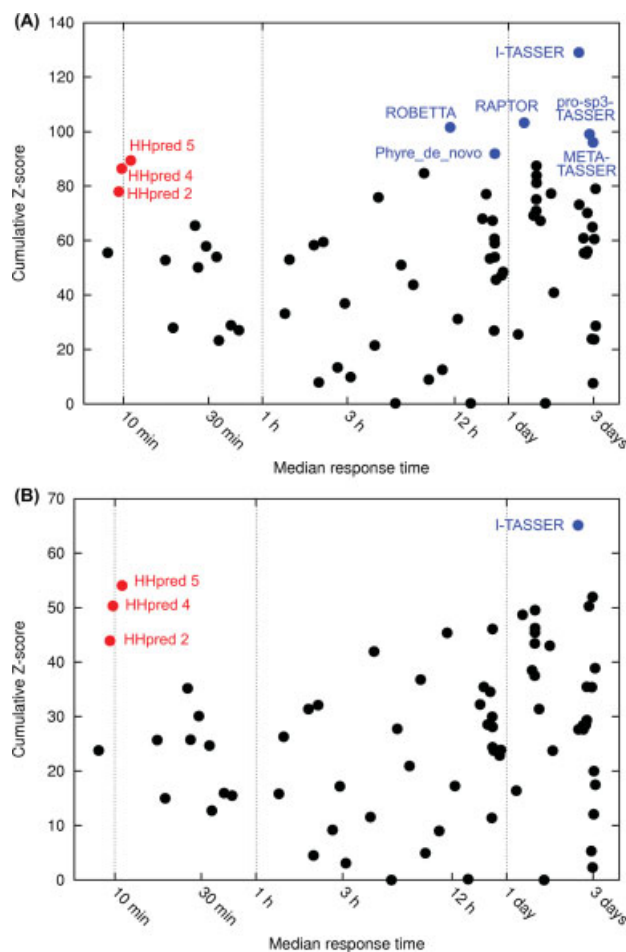 (A)
140
120
100
80
60
40
20
0
Cumulative Z-score
I-TASSER
ROBETTA
RAPTOR
pro-sp3-
TASSER
Phyre_de_novo
META-
TASSER
HHpred 5
HHpred 4
HHpred 2
10 min
30 min
1 h
3 h
12 h
1 day
3 days
Median response time
(B)
70
60
50
40
30
20
10
0
Cumulative Z-score
I-TASSER
HHpred 5
HHpred 4
HHpred 2
10 min
30 min
1 h
3 h
12 h
1 day
3 days
Median response time